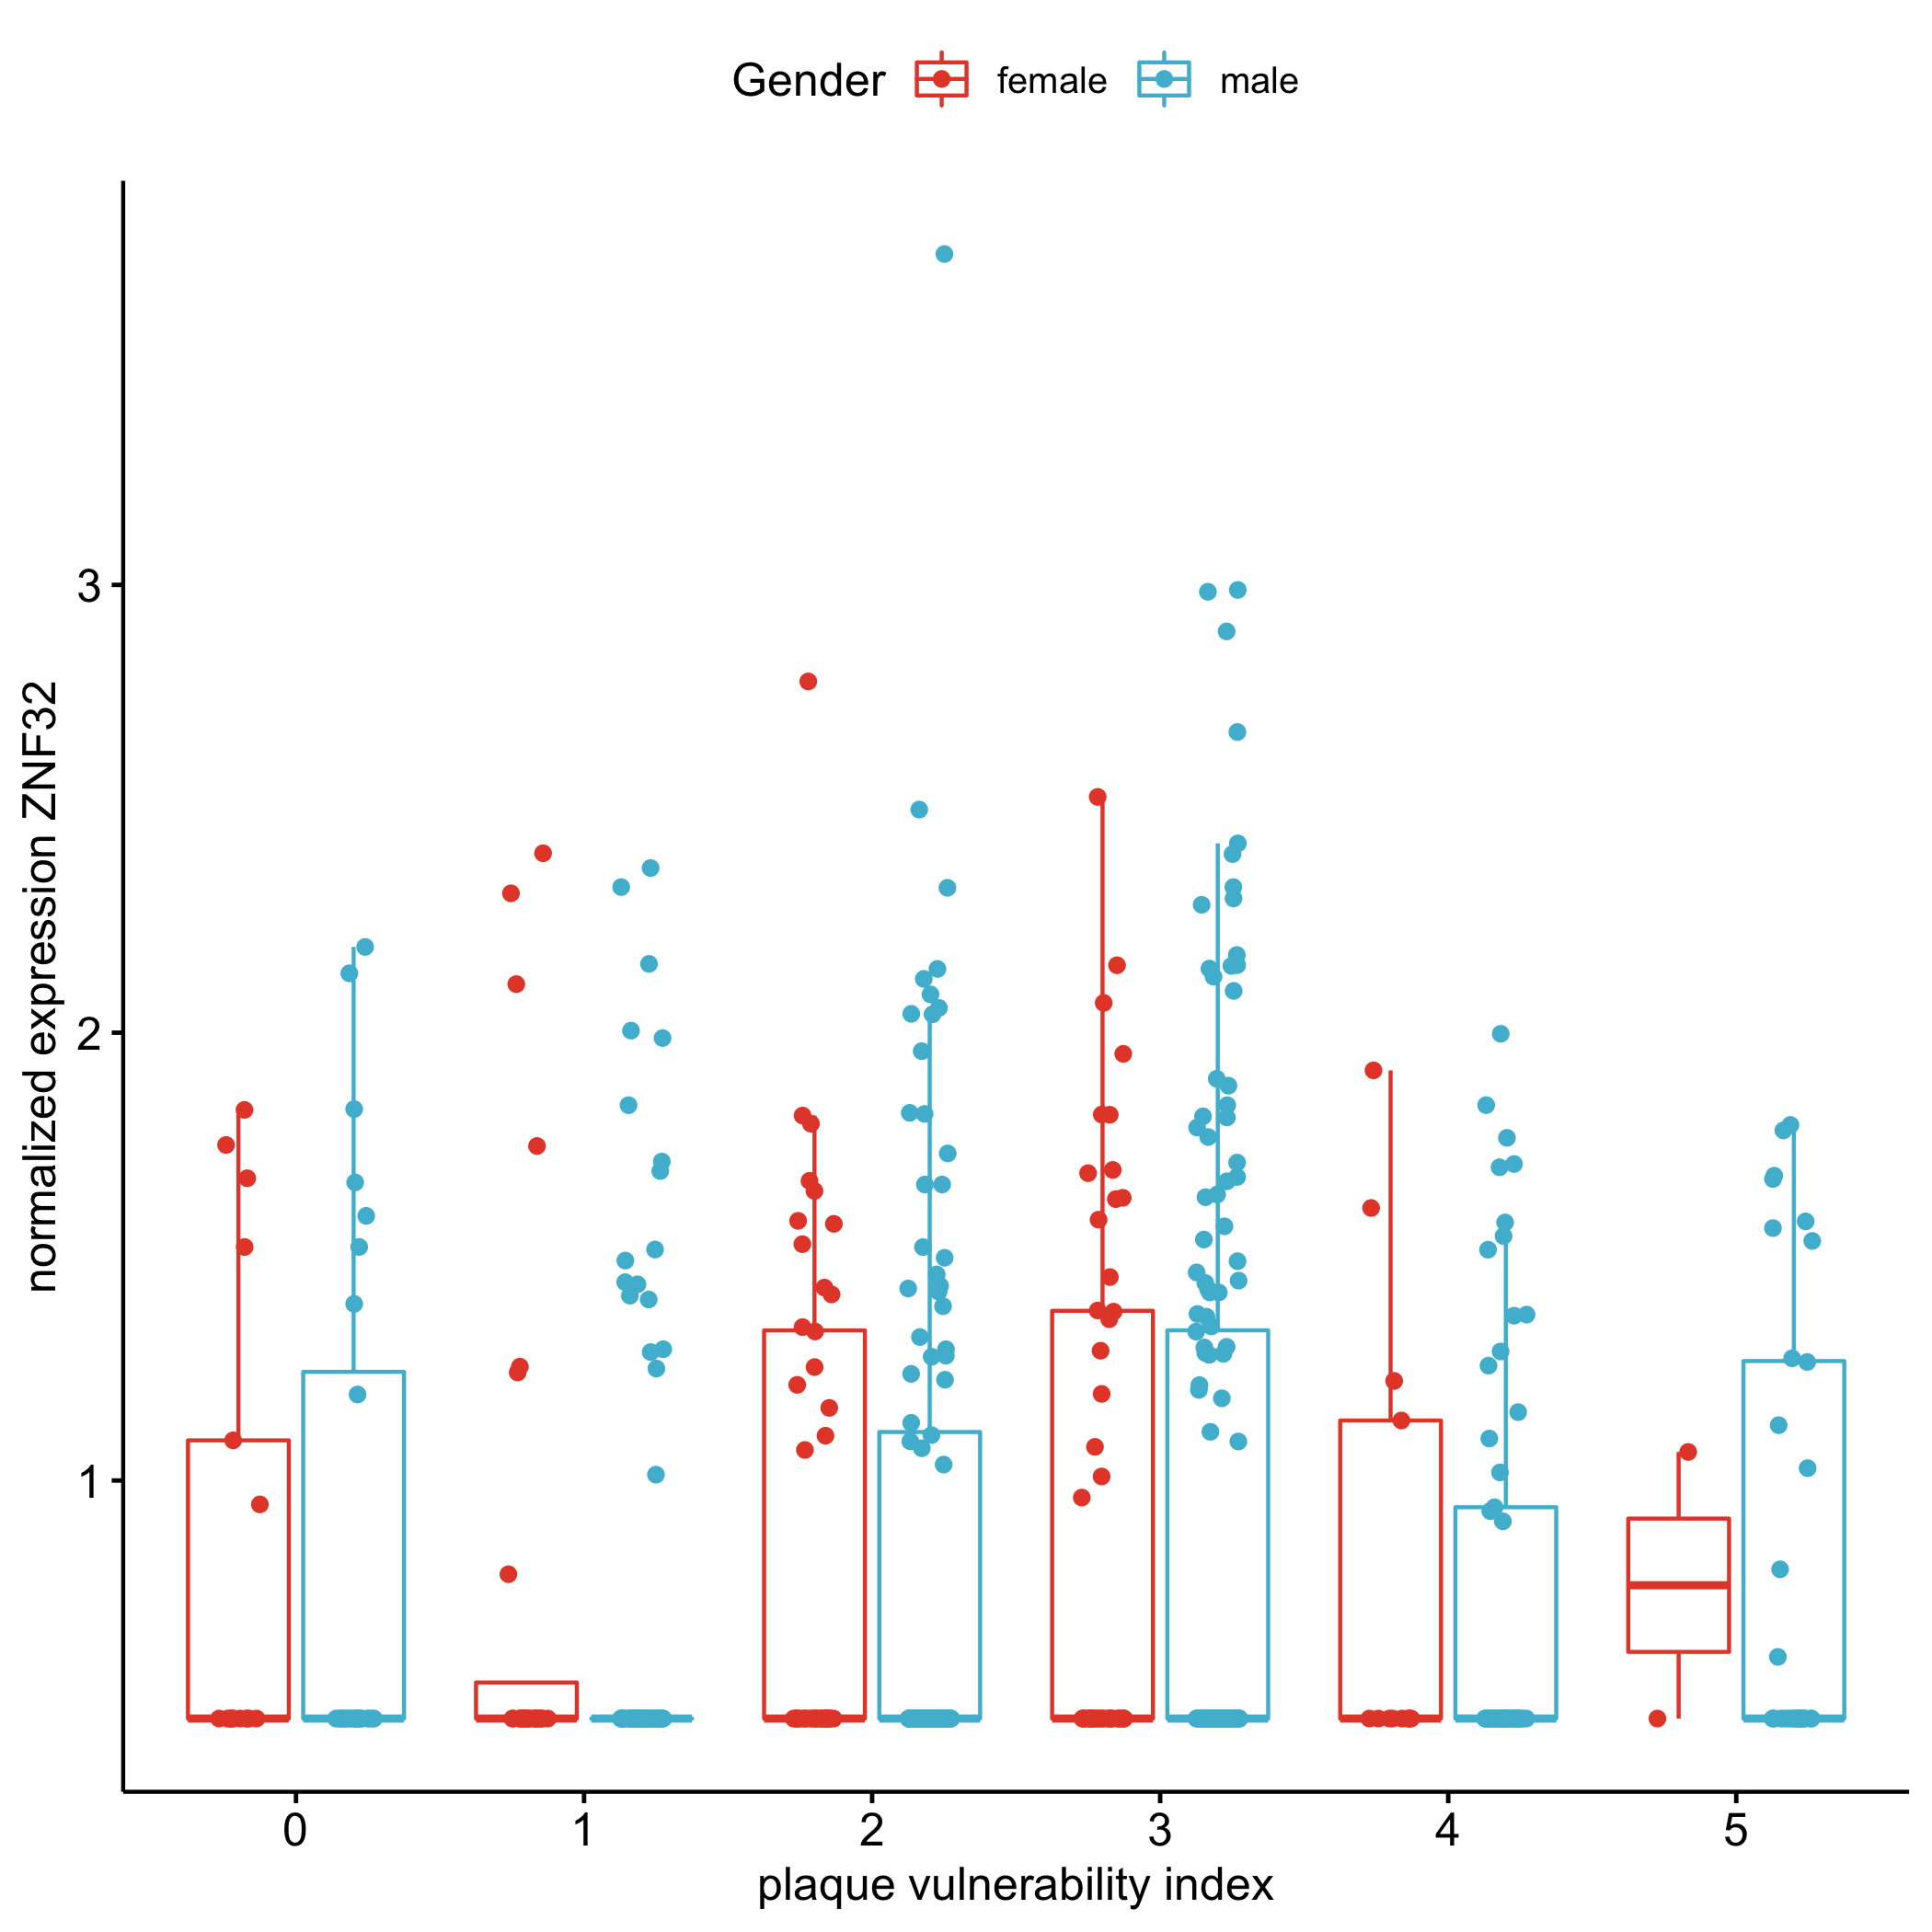 Gender female male
normalized expression ZNF32
3
2
1
0 1 2 3 4 5
plaque vulnerability index